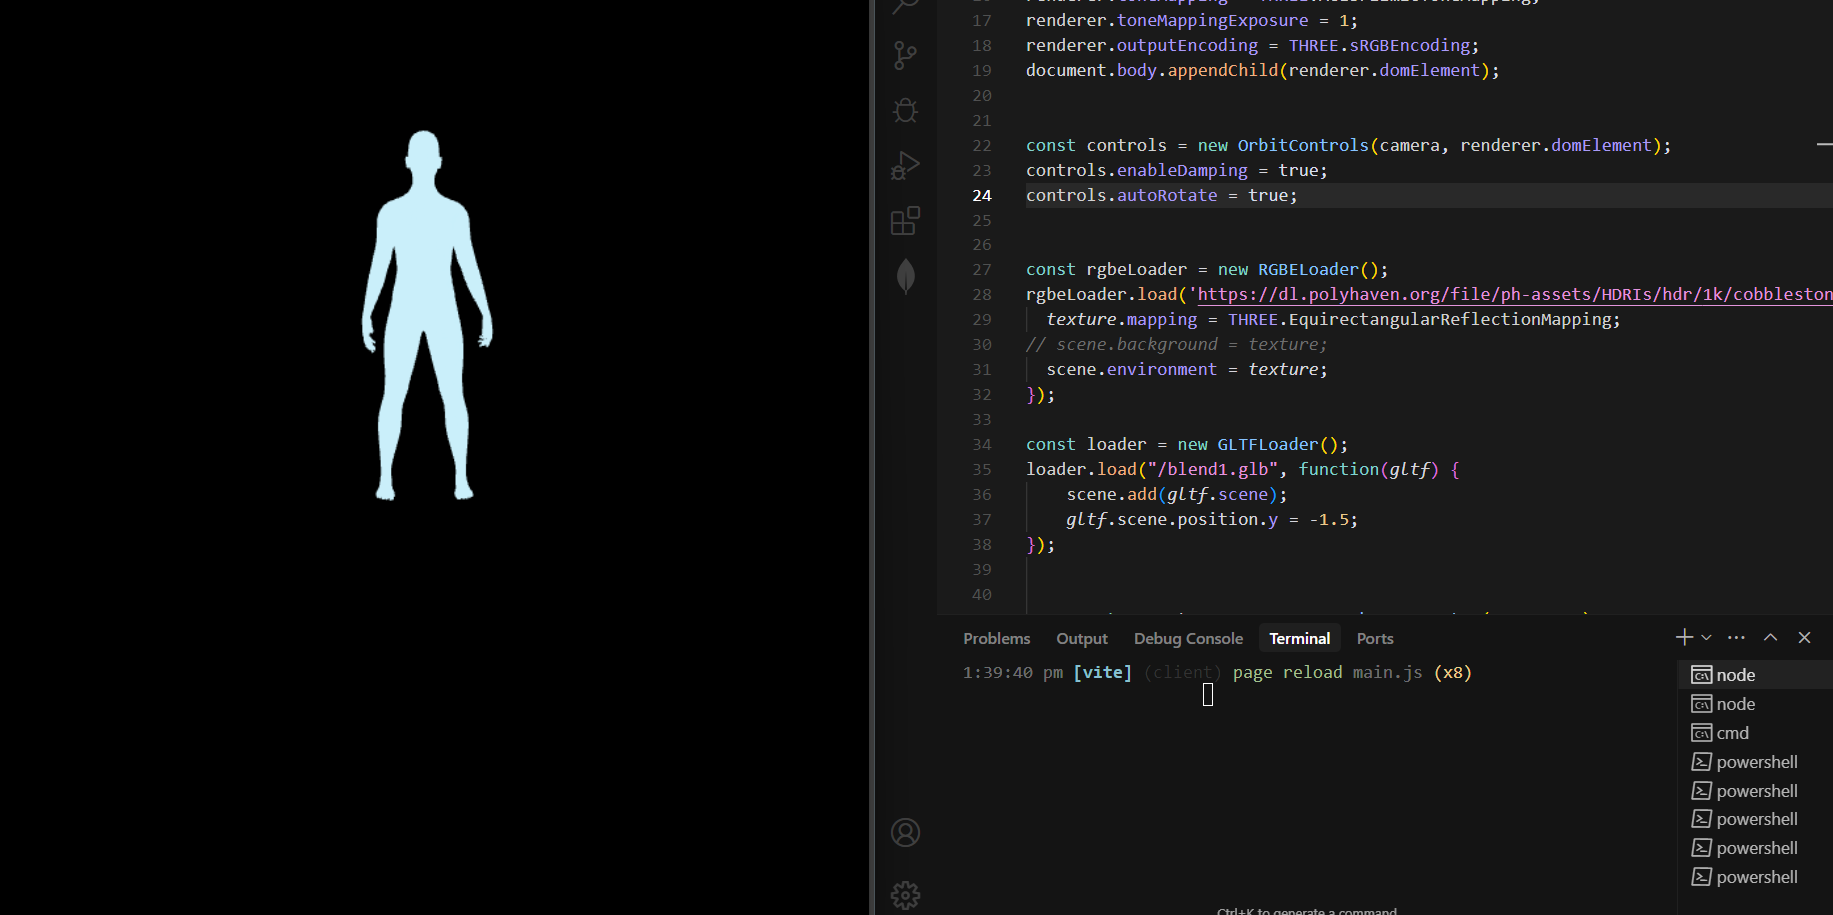 17 renderer.toneMappingExposure = 1;
18 renderer.outputEncoding = THREE.sRGBEncoding;
19 document.body.appendChild(renderer.domElement);
20
21
22 const controls = new OrbitControls(camera, renderer.domElement);
23 controls.enableDamping = true;
24 controls.autoRotate = true;
25
26
27 const rgbeLoader = new RGBELoader();
28 rgbeLoader.load('https://dl.polyhaven.org/file/ph-assets/HDRIs/hdr/1k/cobbleston
29 texture.mapping = THREE.EquirectangularReflectionMapping;
30 // scene.background = texture;
31 scene.environment = texture;
32 });
33
34 const loader = new GLTFLoader();
35 loader.load("/blend1.glb", function(gltf) {
36 scene.add(gltf.scene);
37 gltf.scene.position.y = -1.5;
38 });
39
40
Problems Output Debug Console Terminal Ports
1:39:40 pm [vite] (client) page reload main.js (x8)
node
node
cmd
powershell
powershell
powershell
powershell
powershell
Ctrl+K to generate a command